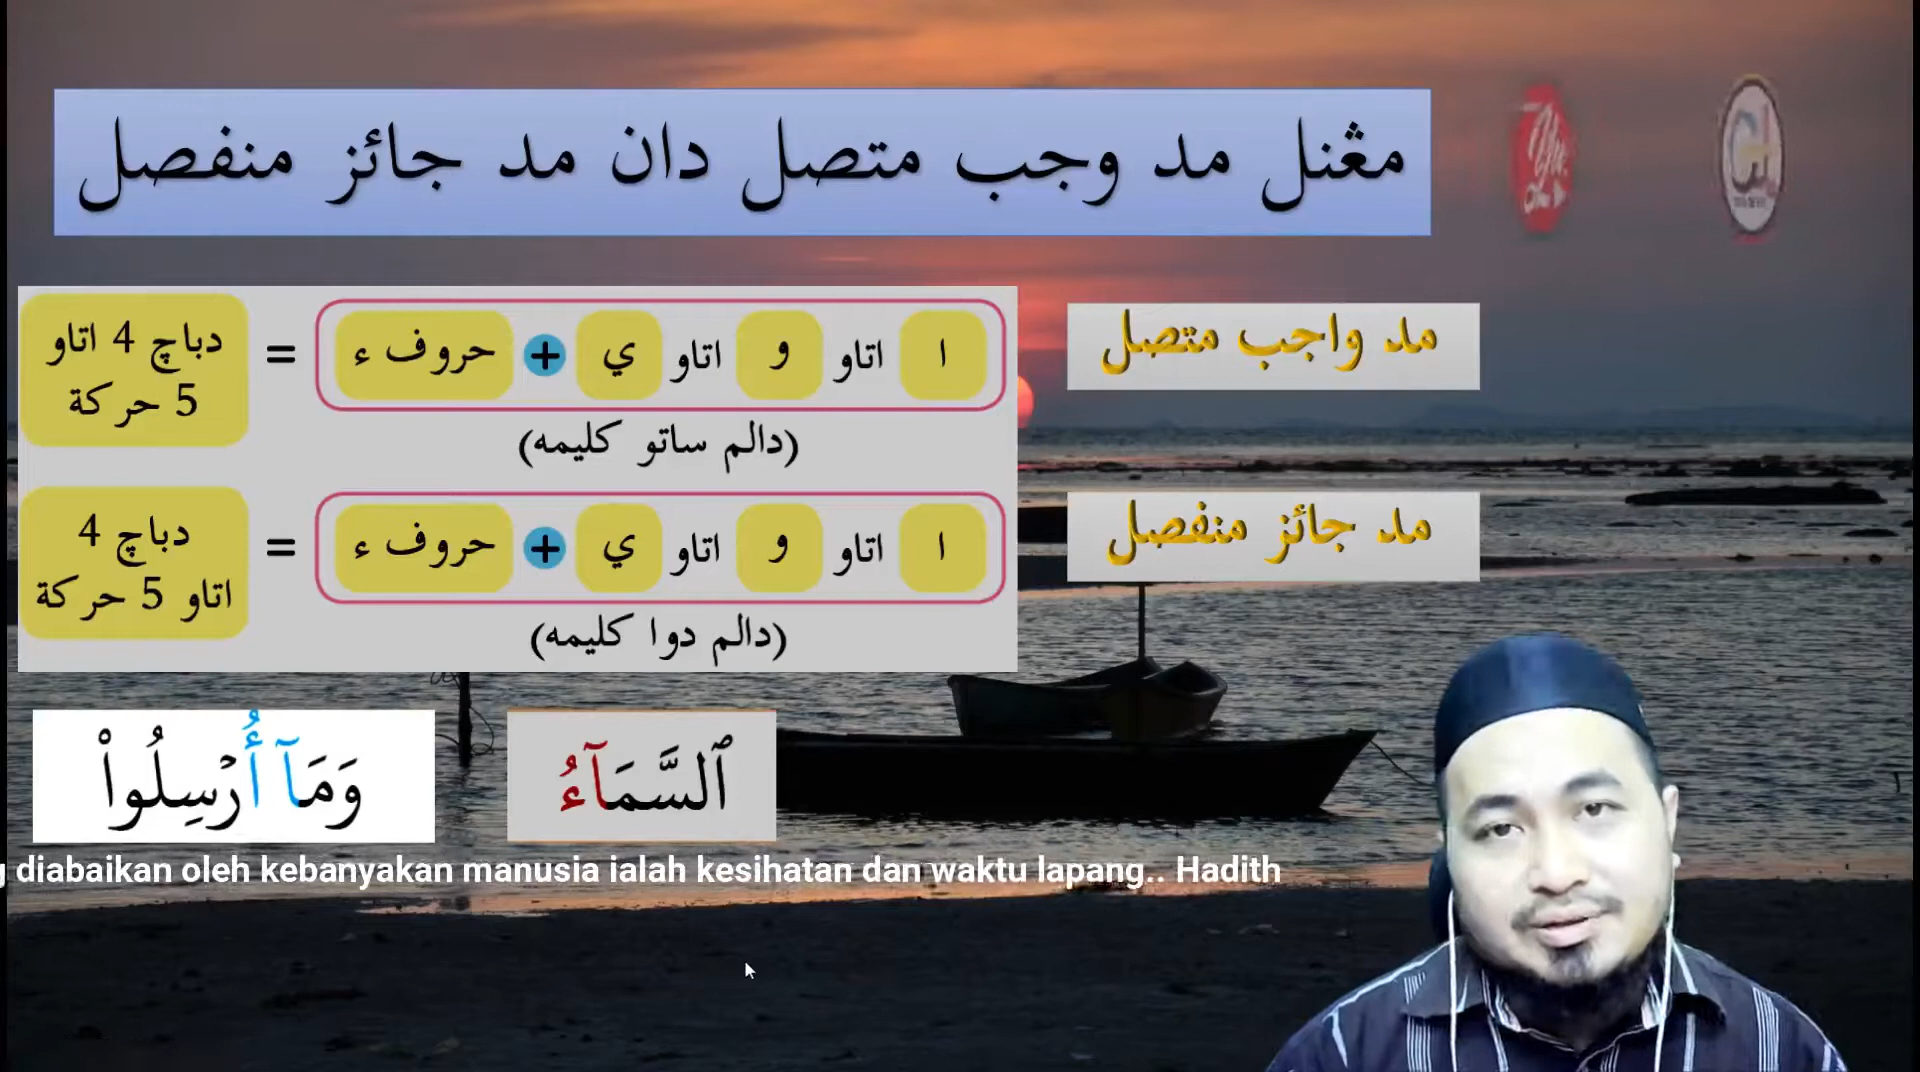 مڠنل مد وجب متصل دان مد جائز منفصل
مد واجب متصل
ا اتاو و اتاو ي + حروف ء = دباچ 4 اتاو 5 حركة
(دالم ساتو كليمه)
مد جائز منفصل
ا اتاو و اتاو ي + حروف ء = دباچ 4 اتاو 5 حركة
(دالم دوا كليمه)
ٱلسَّمَآءُ
وَمَآ أُرْسِلُوا۟
diabaikan oleh kebanyakan manusia ialah kesihatan dan waktu lapang.. Hadith